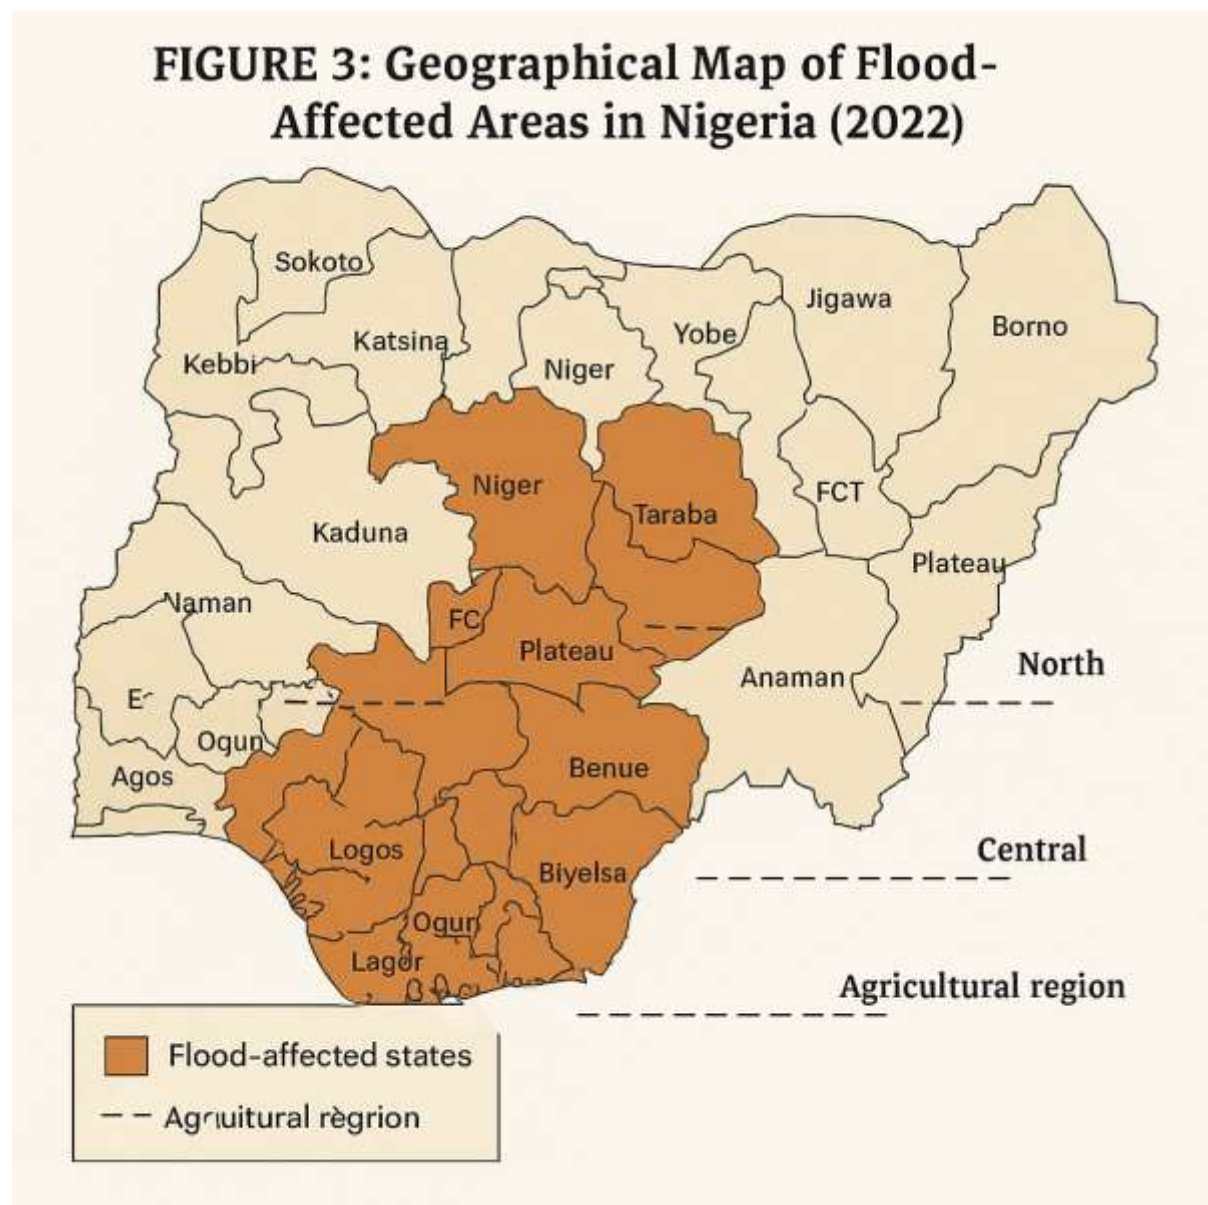 FIGURE 3: Geographical Map of Flood-
Affected Areas in Nigeria (2022)
Sokoto
Jigawa
Borno
Yobe
Katsina
Kebbi
Niger
Niger
FCT
Taraba
Kaduna
Plateau
Naman
FC
Plateau
North
Anaman
Ogun
Benue
Agos
Logos
Central
Biyelsa
Ogun
Lagor
Agricultural region
Flood-affected states